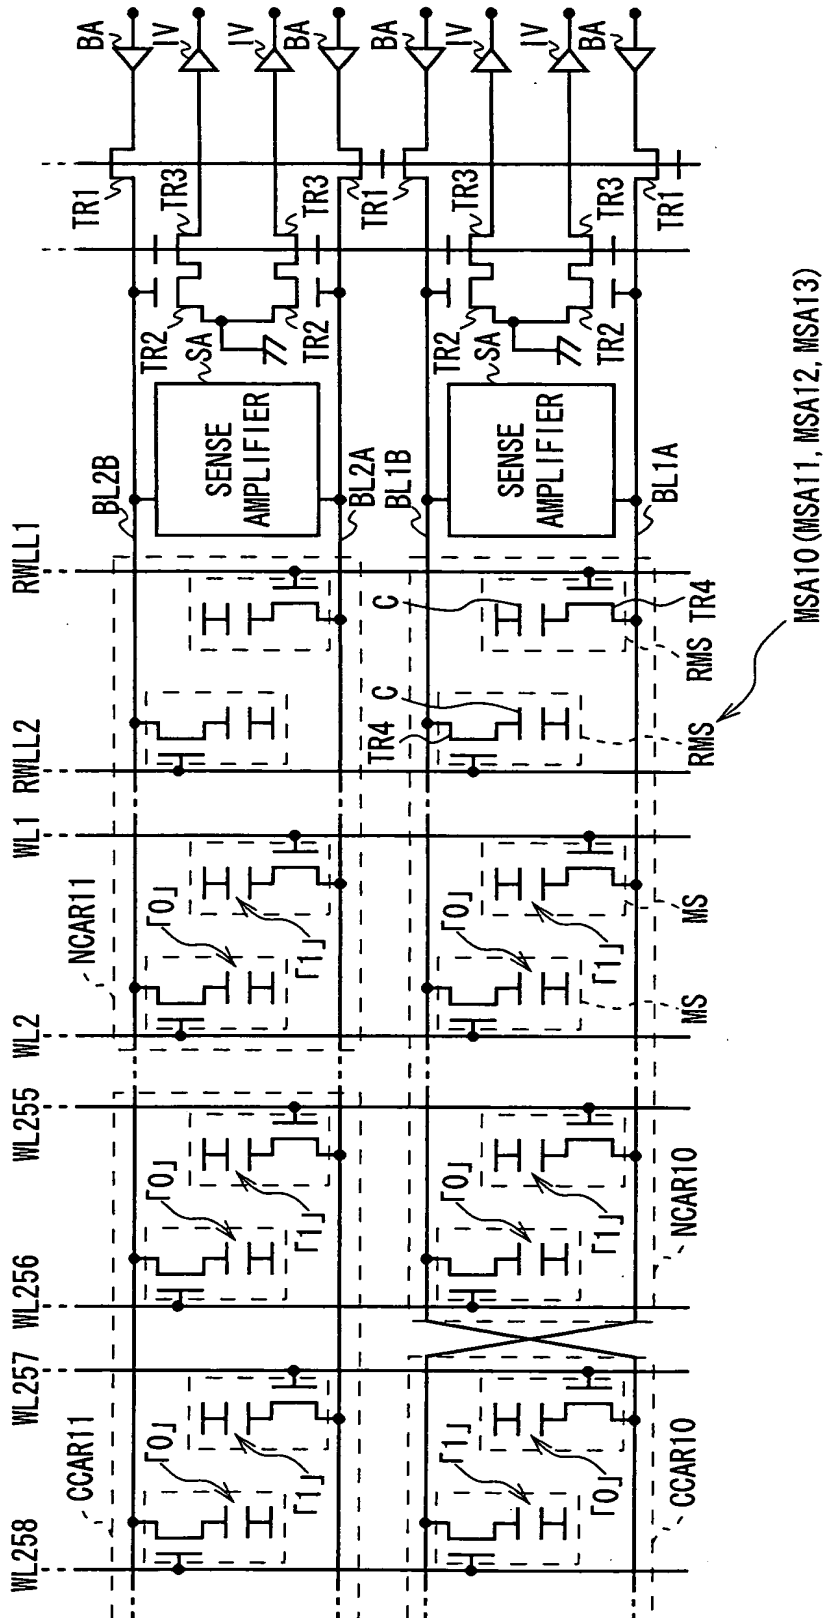 BA
IV
IV
BA
BA
IV
IV
BA
TR1
TR3
TR3
TR1
TR3
TR3
TR1
TR2
SA
TR2
TR2
SA
TR2
SENSE AMPLIFIER
SENSE AMPLIFIER
BL2B
BL2A
BL1B
BL1A
RWLL1
C
TR4
RMS
RWLL2
C
TR4
RMS
MSA10(MSA11, MSA12, MSA13)
WL1
NCAR11
「0」
「1」
「0」
「1」
MS
WL2
MS
WL255
「0」
「1」
「0」
「1」
NCAR10
WL256
WL257
CCAR11
「0」
「1」
「1」
「0」
CCAR10
WL258